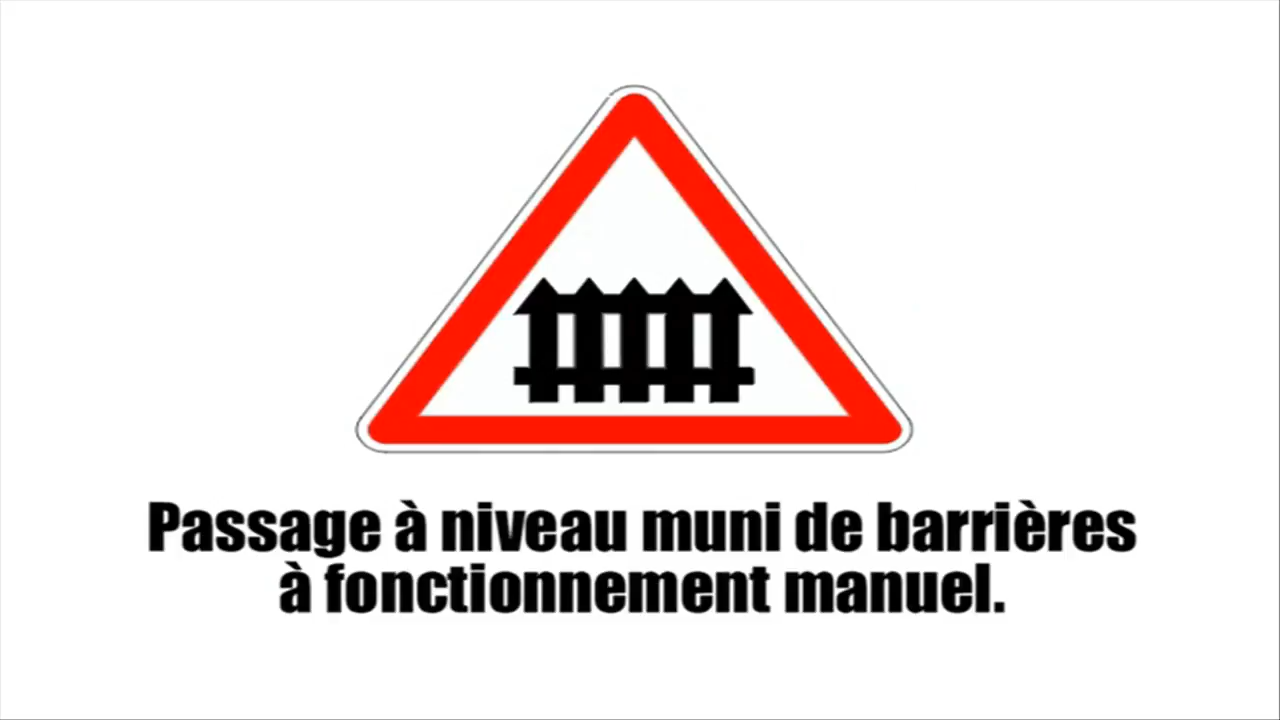 Passage à niveau muni de barrières
à fonctionnement manuel.